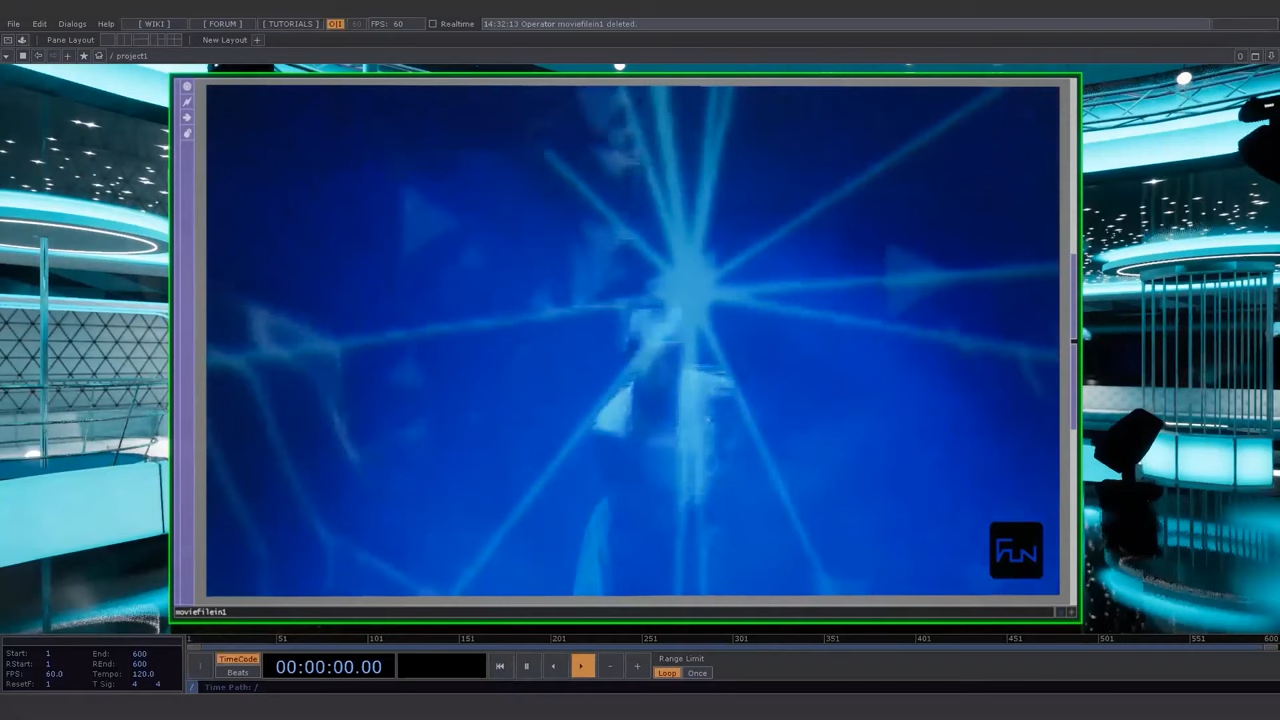 File Edit Dialogs Help [ WIKI ] [ FORUM ] [ TUTORIALS ] O|I 60 FPS: 60 Realtime 14:32:13 Operator moviefilein1 deleted.
Pane Layout New Layout +
/ project1 0
FUN
moviefilein1
1 51 101 151 201 251 301 351 401 451 501 551 600
Start: 1 End: 600
RStart: 1 REnd: 600
FPS: 60.0 Tempo: 120.0
ResetF: 1 T Sig: 4 4
TimeCode
Beats
00:00:00.00
Range Limit
Loop Once
/ Time Path: /